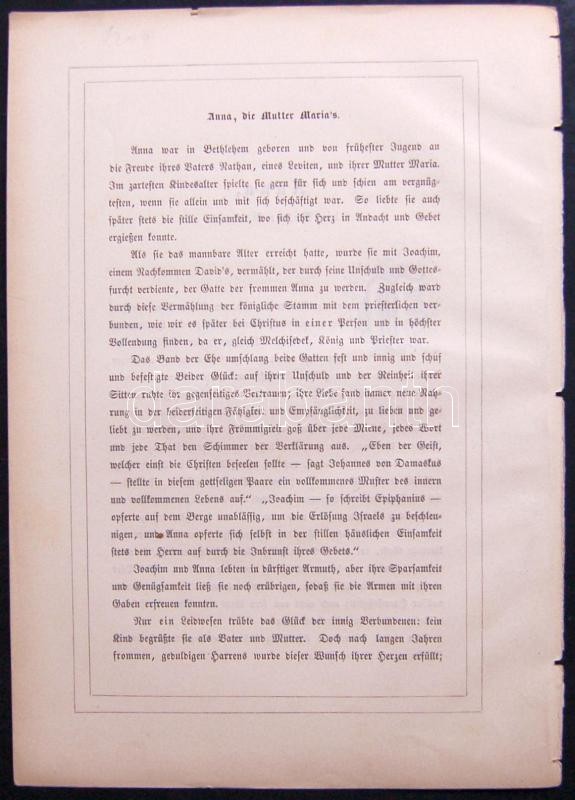 Anna, die Mutter Maria's.
Anna war in Bethlehem geboren und von frühester Jugend an
die Freude ihres Vaters Nathan, eines Leviten, und ihrer Mutter Maria.
Im zartesten Kindesalter spielte sie gern für sich und schien am vergnüg-
testen, wenn sie allein und mit sich beschäftigt war. So liebte sie auch
später stets die stille Einsamkeit, wo sich ihr Herz in Andacht und Gebet
ergießen konnte.
Als sie das mannbare Alter erreicht hatte, wurde sie mit Joachim,
einem Nachkommen David's, vermählt, der durch seine Unschuld und Gottes-
furcht verdiente, der Gatte der frommen Anna zu werden. Zugleich ward
durch diese Vermählung der königliche Stamm mit dem priesterlichen ver-
bunden, wie wir es später bei Christus in einer Person und in höchster
Vollendung finden, da er, gleich Melchisedek, König und Priester war.
Das Band der Ehe umschlang beide Gatten fest und innig und schuf
und befestigte Beider Glück: auf ihrer Unschuld und der Reinheit ihrer
Sitten ruhte ihr gegenseitiges Vertrauen; ihre Liebe fand immer neue Nah-
rung in der beiderseitigen Fähigkeit und Empfänglichkeit, zu lieben und ge-
liebt zu werden, und ihre Frömmigkeit goß über jede Miene, jedes Wort
und jede That den Schimmer der Verklärung aus. „Eben der Geist,
welcher einst die Christen beseelen sollte — sagt Johannes von Damaskus
— stellte in diesem gottseligen Paare ein vollkommenes Muster des innern
und vollkommenen Lebens auf.“ „Joachim — so schreibt Epiphanius —
opferte auf dem Berge unablässig, um die Erlösung Israels zu beschleu-
nigen, und Anna opferte sich selbst in der stillen häuslichen Einsamkeit
stets dem Herrn auf durch die Inbrunst ihres Gebets.“
Joachim und Anna lebten in dürftiger Armuth, aber ihre Sparsamkeit
und Genügsamkeit ließ sie noch erübrigen, sodaß sie die Armen mit ihren
Gaben erfreuen konnten.
Nur ein Leidwesen trübte das Glück der innig Verbundenen: kein
Kind begrüßte sie als Vater und Mutter. Doch nach langen Jahren
frommen, geduldigen Harrens wurde dieser Wunsch ihrer Herzen erfüllt;